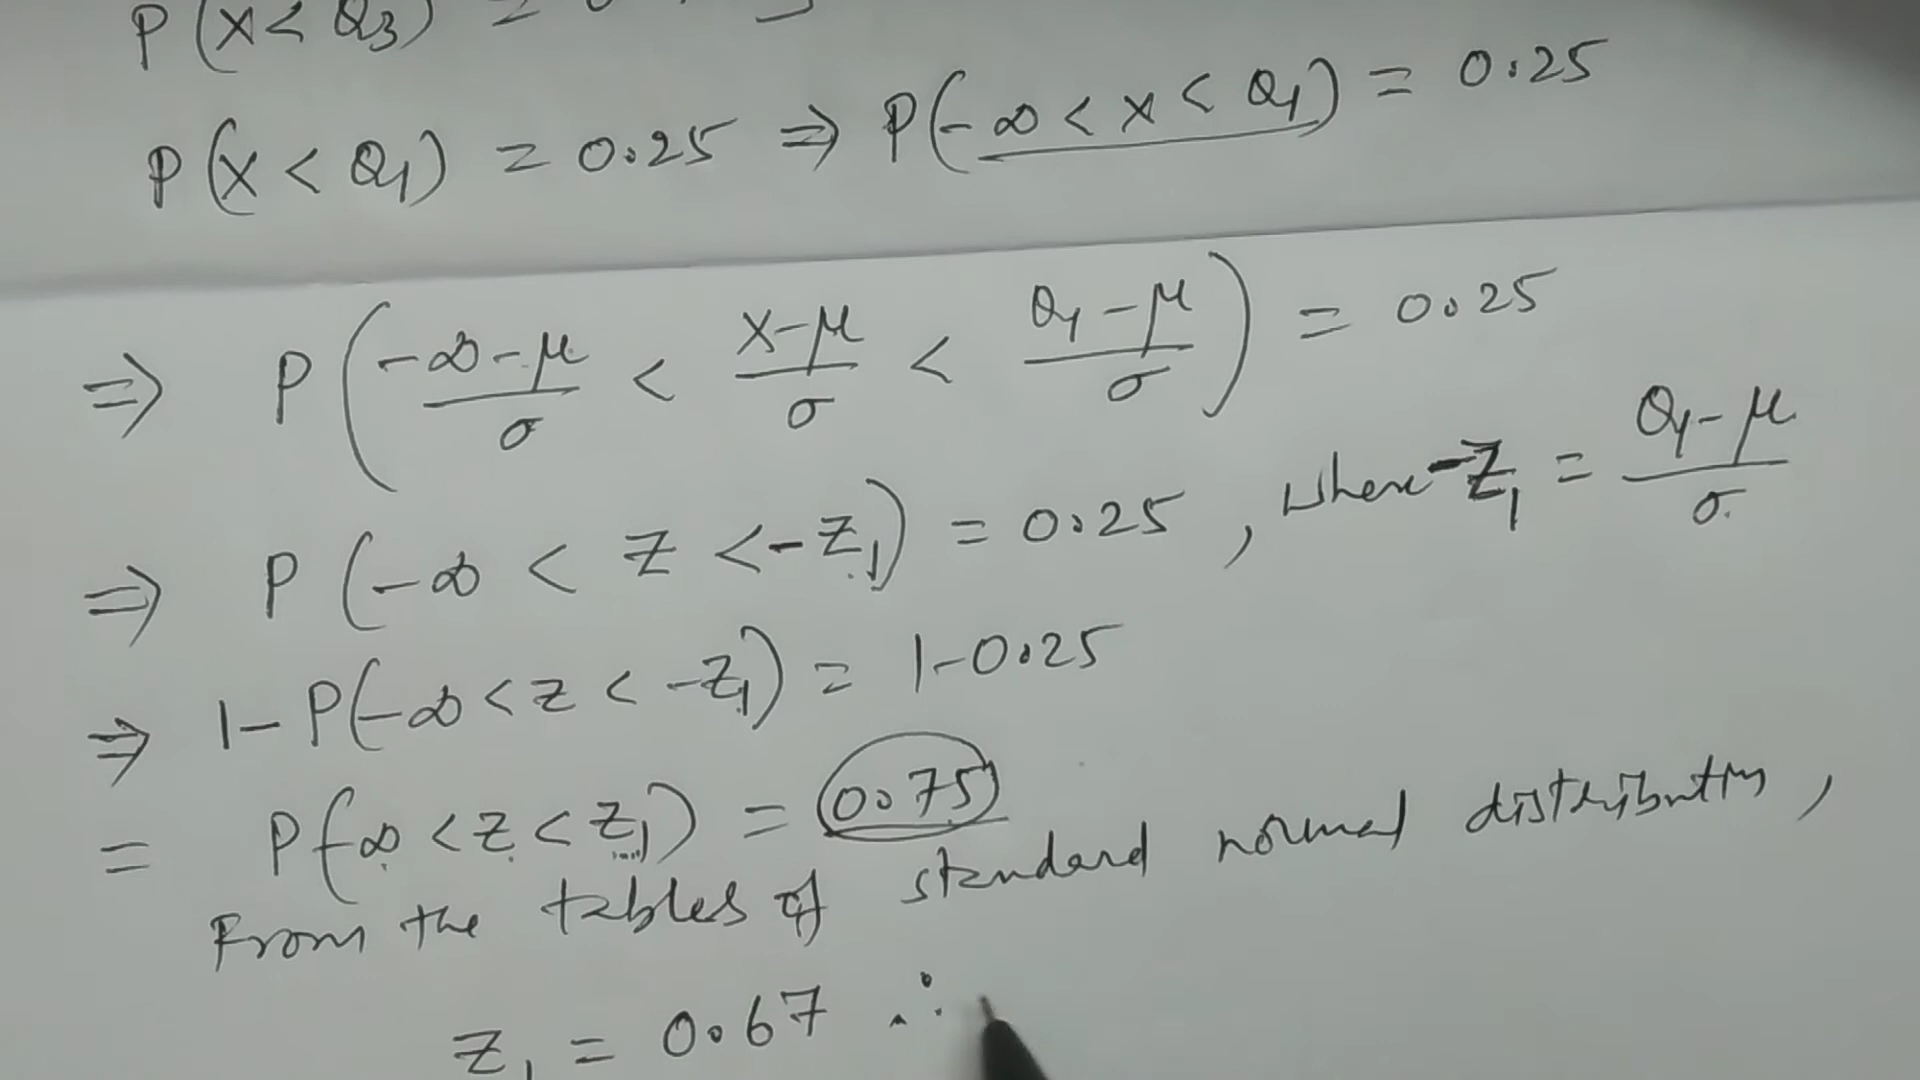 P(X < Q₃) =
P(X < Q₁) = 0.25 ⇒ P(-∞ < x < Q₁) = 0.25
⇒ P((-∞-μ)/σ < (X-μ)/σ < (Q₁-μ)/σ) = 0.25
⇒ P(-∞ < Z < -Z₁) = 0.25, where -Z₁ = (Q₁-μ)/σ
⇒ 1-P(-∞ < Z < -Z₁) = 1-0.25
= P(-∞ < Z < Z₁) = 0.75
From the tables of standard normal distribution,
Z₁ = 0.67 ∴